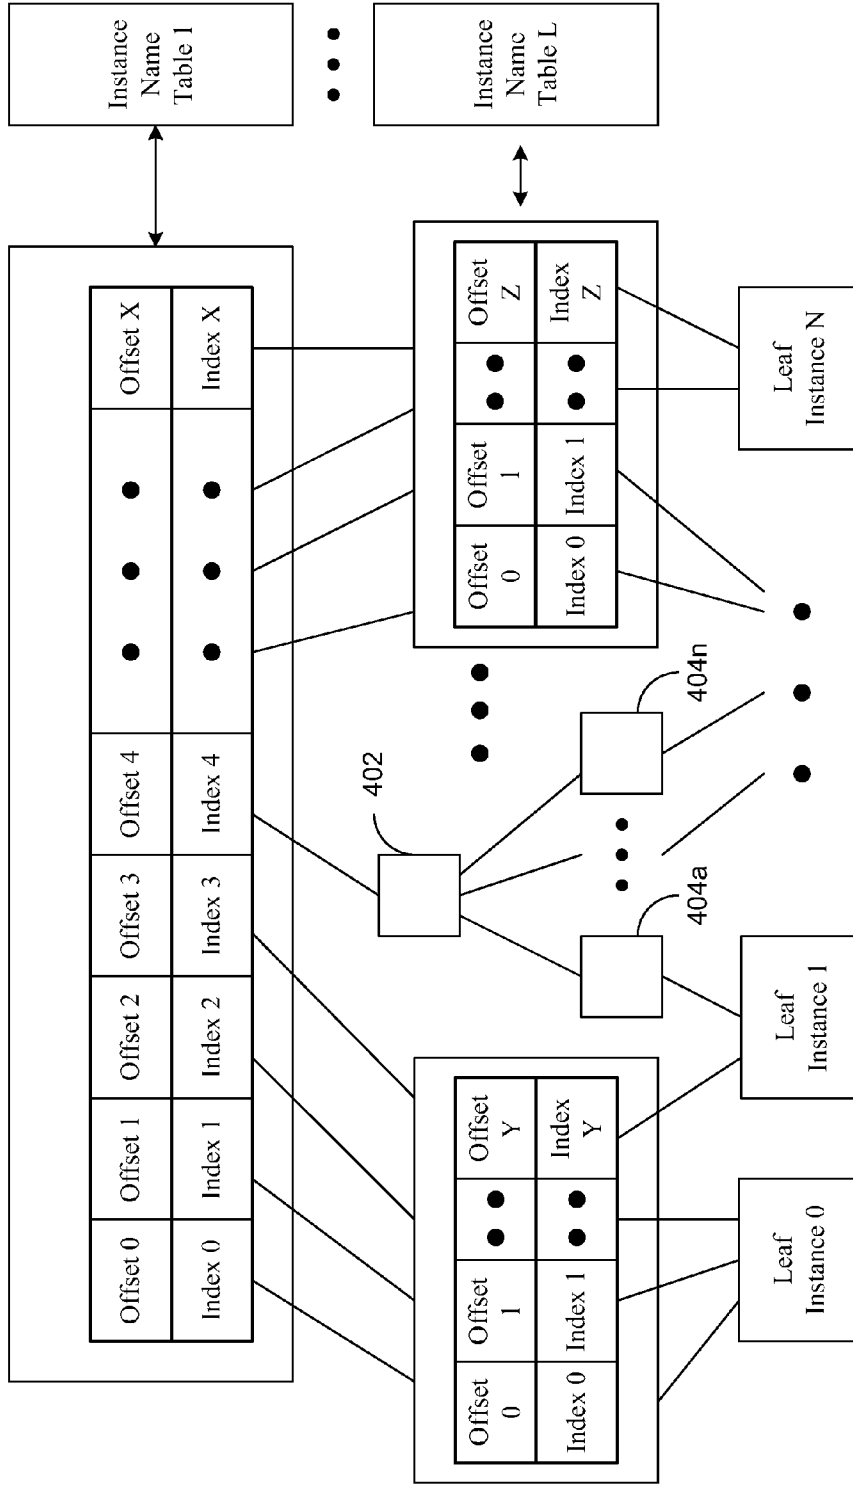 Offset 0
Offset 1
Offset 2
Offset 3
Offset 4
Offset X
Index 0
Index 1
Index 2
Index 3
Index 4
Index X
Instance
Name
Table 1
402
Offset
0
Offset
1
Offset
Y
Index 0
Index 1
Index
Y
Offset
0
Offset
1
Offset
Z
Index 0
Index 1
Index
Z
Instance
Name
Table L
404a
404n
Leaf
Instance 0
Leaf
Instance 1
Leaf
Instance N